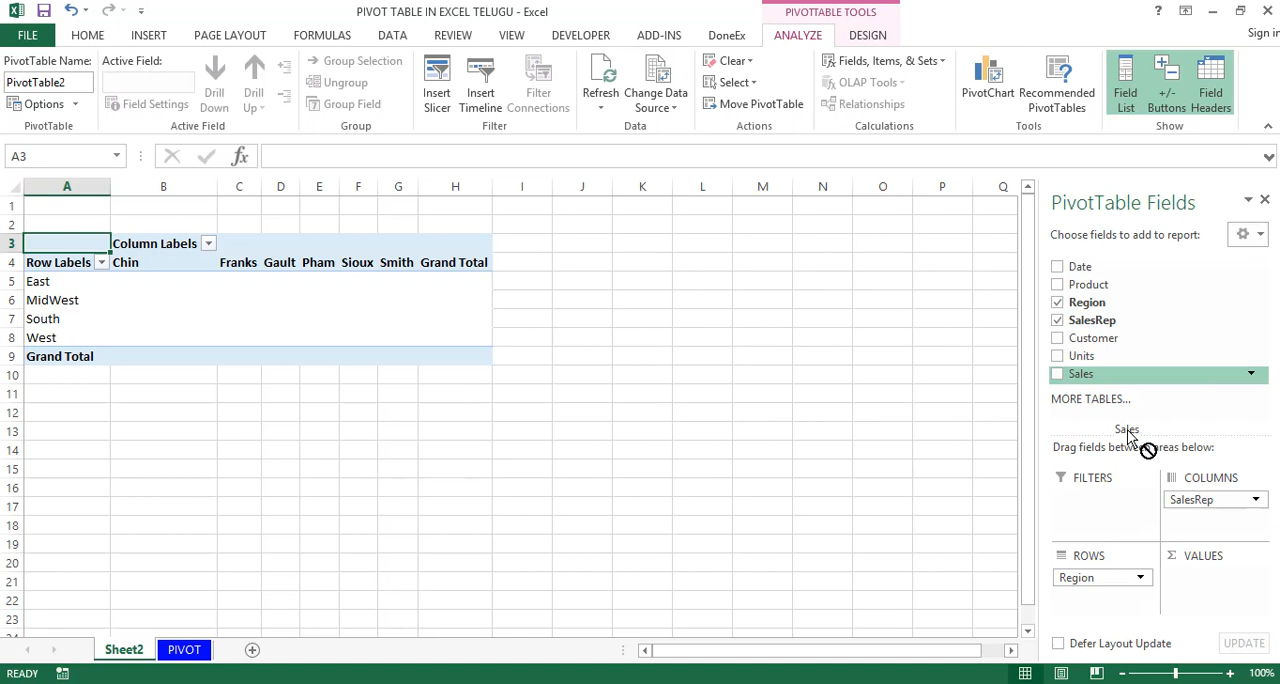 PIVOT TABLE IN EXCEL TELUGU - Excel
PIVOTTABLE TOOLS
?
FILE HOME INSERT PAGE LAYOUT FORMULAS DATA REVIEW VIEW DEVELOPER ADD-INS DoneEx ANALYZE DESIGN Sign in
PivotTable Name:
PivotTable2
Options
PivotTable
Active Field:
Field Settings
Drill Down
Drill Up
Active Field
Group Selection
Ungroup
Group Field
Group
Insert Slicer
Insert Timeline
Filter Connections
Filter
Refresh
Change Data Source
Data
Clear
Select
Move PivotTable
Actions
Fields, Items, & Sets
OLAP Tools
Relationships
Calculations
PivotChart
Recommended PivotTables
Tools
Field List
+/- Buttons
Field Headers
Show
A3
fx
A B C D E F G H I J K L M N O P Q
1
2
3 Column Labels
4 Row Labels Chin Franks Gault Pham Sioux Smith Grand Total
5 East
6 MidWest
7 South
8 West
9 Grand Total
10
11
12
13
14
15
16
17
18
19
20
21
22
23
24
PivotTable Fields
Choose fields to add to report:
Date
Product
Region
SalesRep
Customer
Units
Sales
MORE TABLES...
Sales
Drag fields between areas below:
FILTERS
COLUMNS
SalesRep
ROWS
Region
Σ VALUES
Defer Layout Update
UPDATE
Sheet2 PIVOT
READY
100%